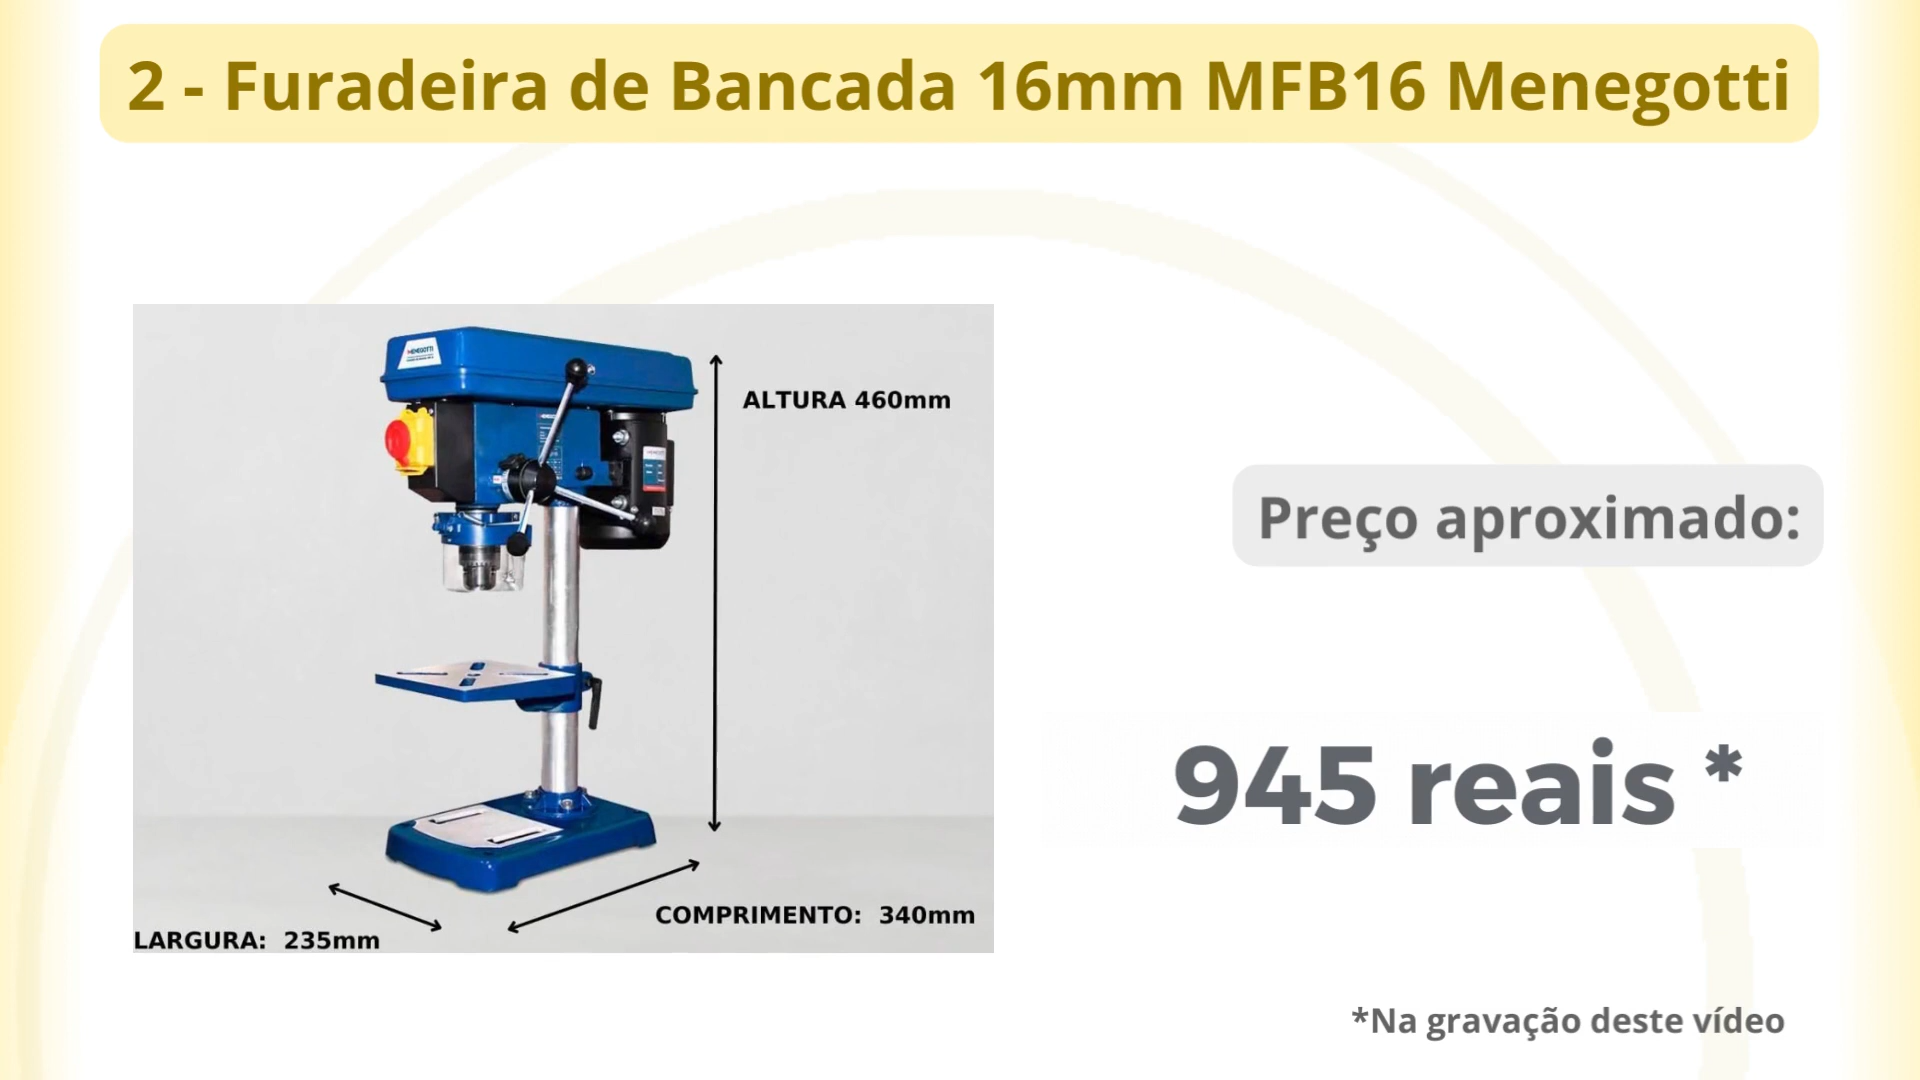 2 - Furadeira de Bancada 16mm MFB16 Menegotti
MENEGOTTI
ALTURA 460mm
Preço aproximado:
945 reais *
COMPRIMENTO: 340mm
LARGURA: 235mm
*Na gravação deste vídeo